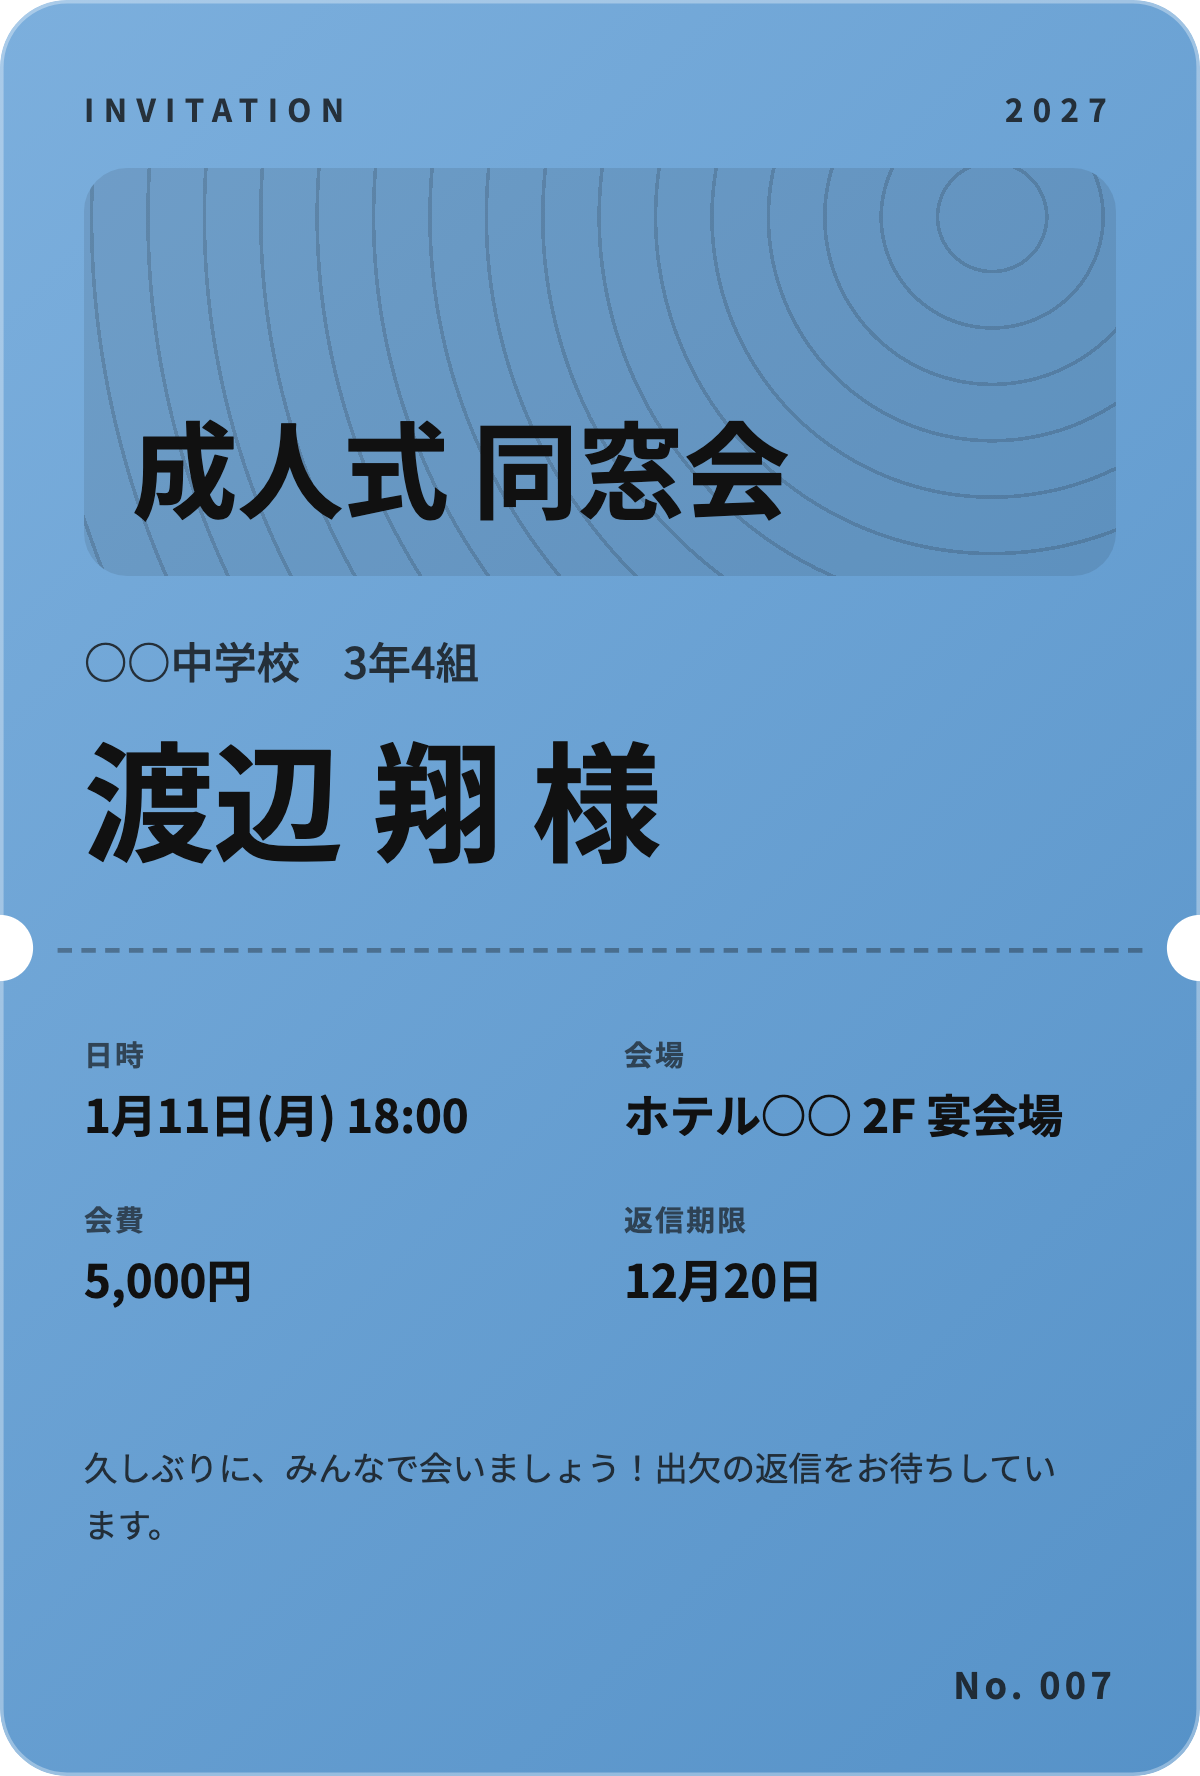 INVITATION 2027
成人式 同窓会
○○中学校　3年4組
渡辺 翔 様
日時 会場
1月11日(月) 18:00 ホテル○○ 2F 宴会場
会費 返信期限
5,000円 12月20日
久しぶりに、みんなで会いましょう！出欠の返信をお待ちしてい
ます。
No. 007